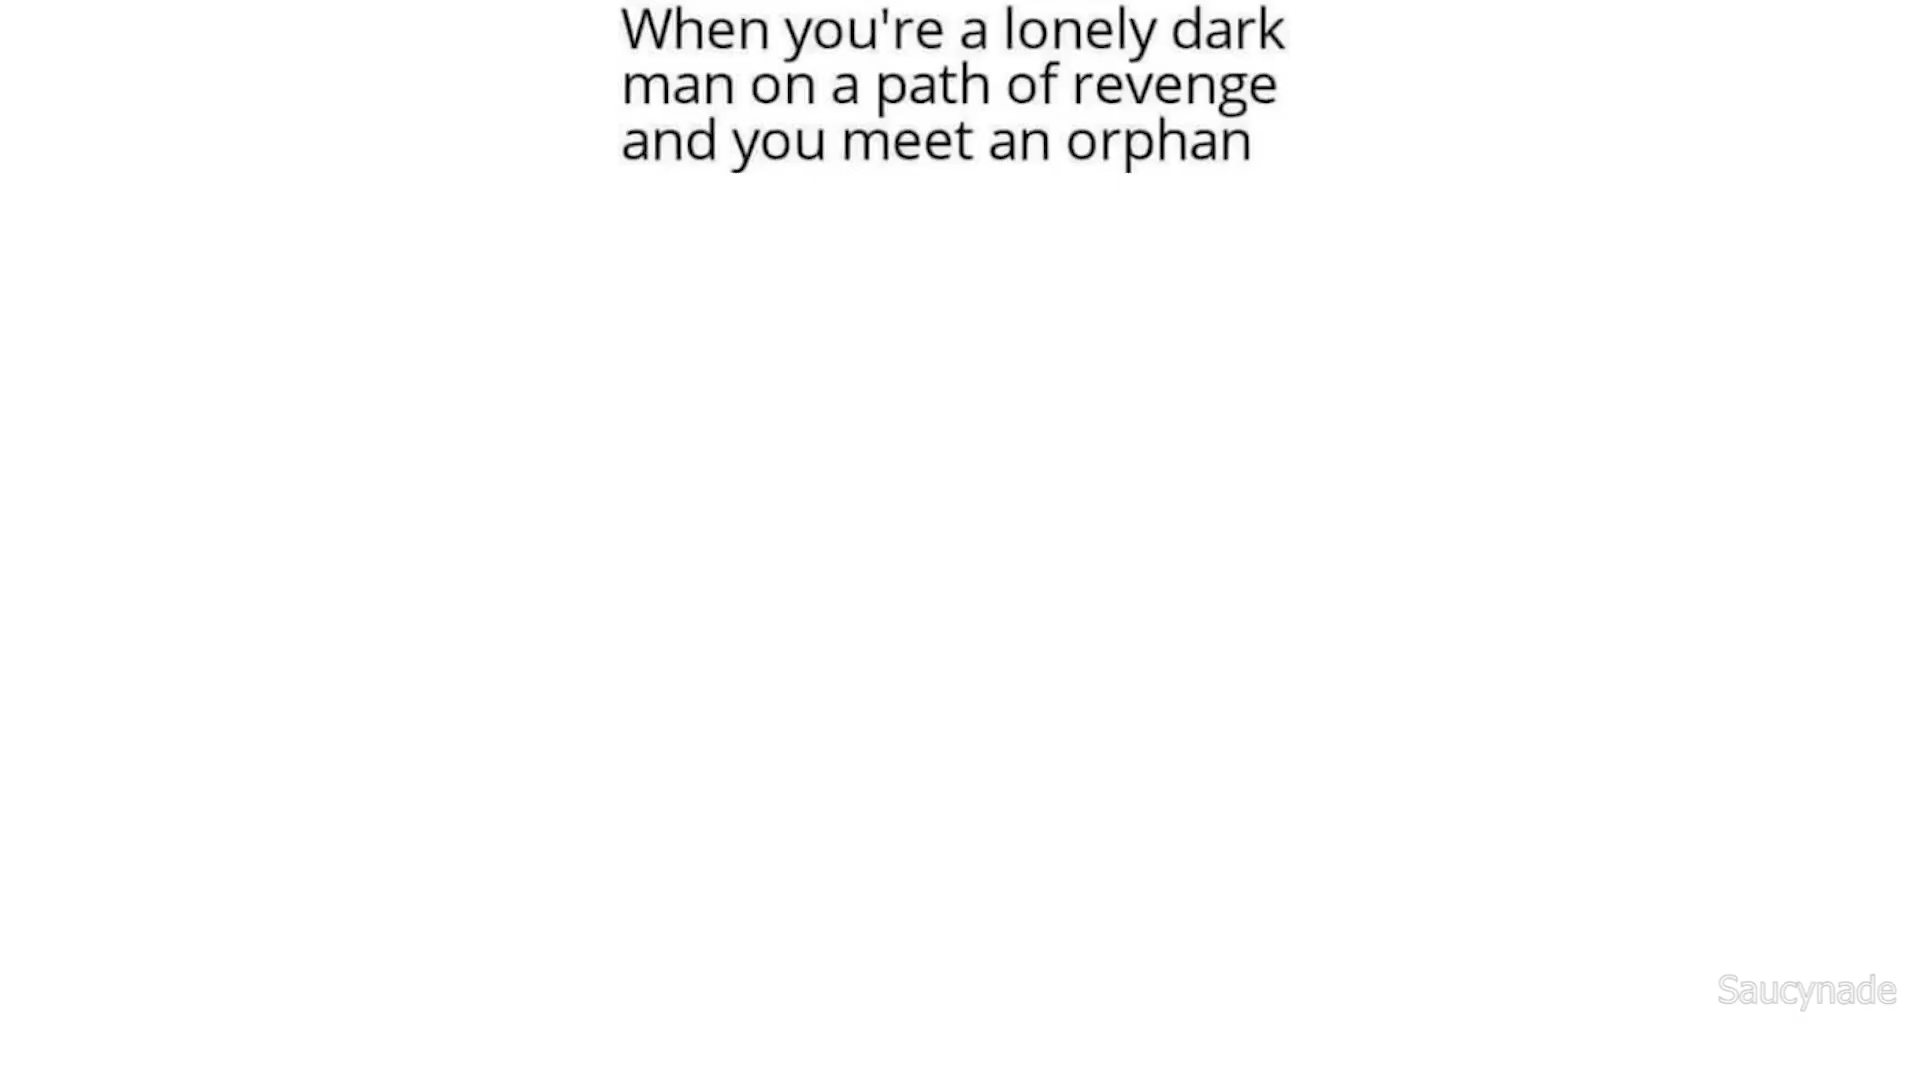 When you're a lonely dark
man on a path of revenge
and you meet an orphan
Saucynade